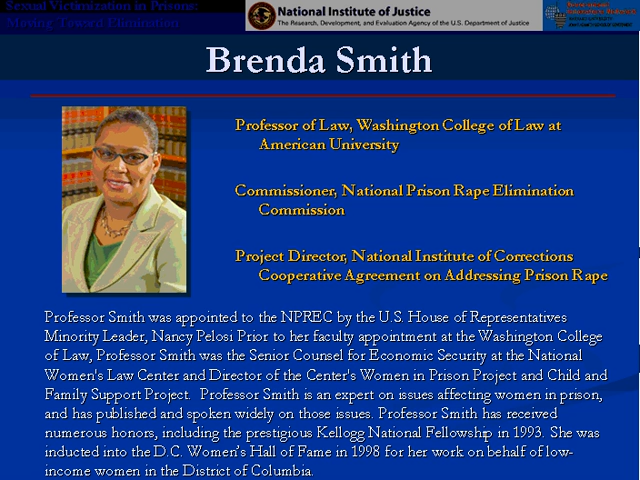 Sexual Victimization in Prisons:
Moving Toward Elimination
National Institute of Justice
The Research, Development, and Evaluation Agency of the U.S. Department of Justice
Brenda Smith
Professor of Law, Washington College of Law at
American University
Commissioner, National Prison Rape Elimination
Commission
Project Director, National Institute of Corrections
Cooperative Agreement on Addressing Prison Rape
Professor Smith was appointed to the NPREC by the U.S. House of Representatives
Minority Leader, Nancy Pelosi Prior to her faculty appointment at the Washington College
of Law, Professor Smith was the Senior Counsel for Economic Security at the National
Women's Law Center and Director of the Center's Women in Prison Project and Child and
Family Support Project. Professor Smith is an expert on issues affecting women in prison,
and has published and spoken widely on those issues. Professor Smith has received
numerous honors, including the prestigious Kellogg National Fellowship in 1993. She was
inducted into the D.C. Women's Hall of Fame in 1998 for her work on behalf of low-
income women in the District of Columbia.